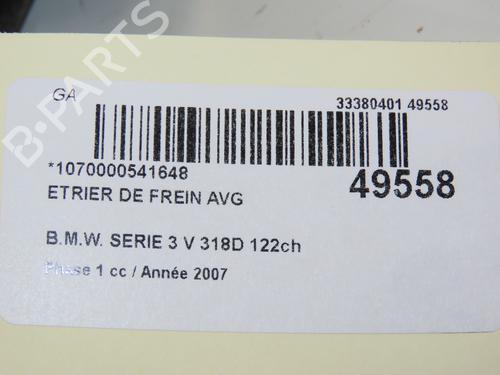 GA
33380401 49558
*1070000541648
49558
ETRIER DE FREIN AVG
B.M.W. SERIE 3 V 318D 122ch
Phase 1 cc / Année 2007
B-PARTS